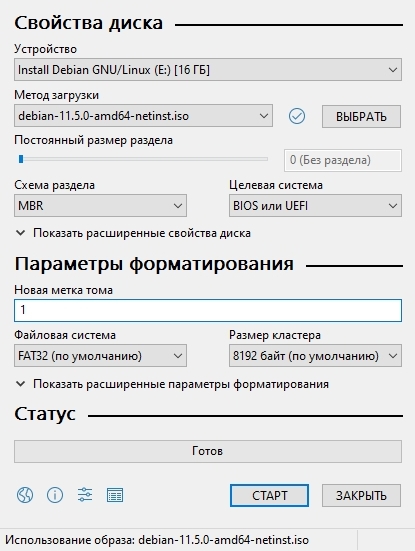 Свойства диска
Устройство
Install Debian GNU/Linux (E:) [16 ГБ]
Метод загрузки
debian-11.5.0-amd64-netinst.iso
ВЫБРАТЬ
Постоянный размер раздела
0 (Без раздела)
Схема раздела Целевая система
MBR BIOS или UEFI
Показать расширенные свойства диска
Параметры форматирования
Новая метка тома
1
Файловая система Размер кластера
FAT32 (по умолчанию) 8192 байт (по умолчанию)
Показать расширенные параметры форматирования
Статус
Готов
СТАРТ ЗАКРЫТЬ
Использование образа: debian-11.5.0-amd64-netinst.iso